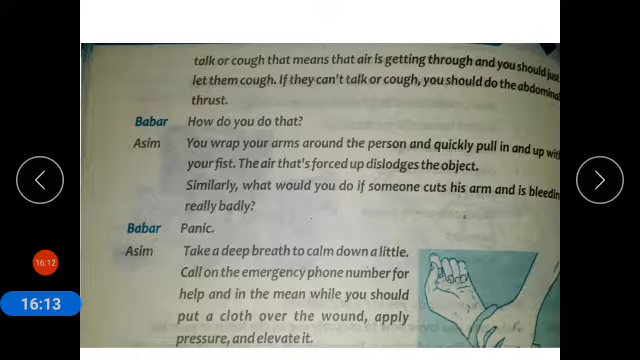 talk or cough that means that air is getting through and you should just
let them cough. If they can't talk or cough, you should do the abdominal
thrust.
Babar How do you do that?
Asim You wrap your arms around the person and quickly pull in and up wit
your fist. The air that's forced up dislodges the object.
Similarly, what would you do if someone cuts his arm and is bleedin
really badly?
Babar Panic.
Asim Take a deep breath to calm down a little.
Call on the emergency phone number for
help and in the mean while you should
put a cloth over the wound, apply
pressure, and elevate it.
16:12
16:13